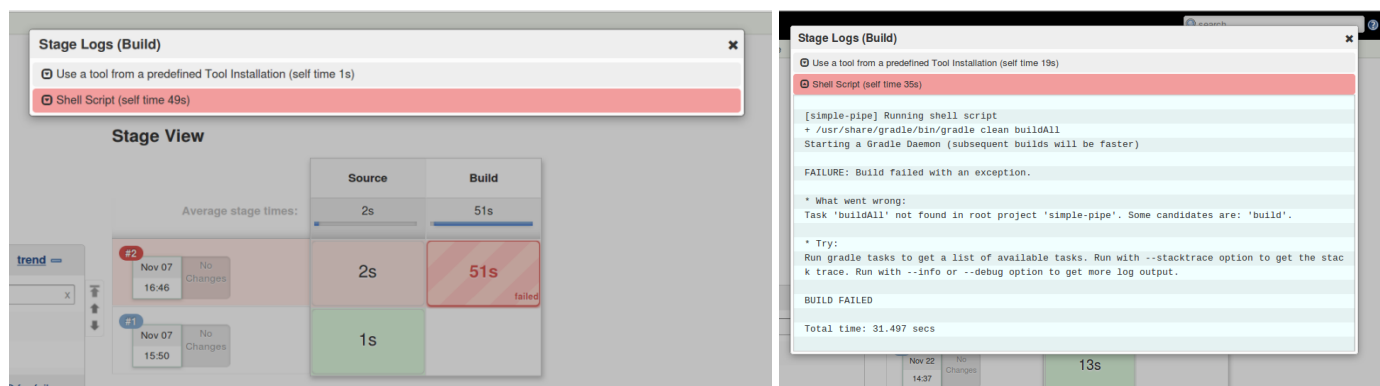 Stage Logs (Build)
Use a tool from a predefined Tool Installation (self time 1s)
Shell Script (self time 49s)
Stage View
Source
Build
Average stage times:
2s
51s
trend
x
#2
Nov 07
16:46
No
Changes
2s
51s
failed
#1
Nov 07
15:50
No
Changes
1s
search
Stage Logs (Build)
Use a tool from a predefined Tool Installation (self time 19s)
Shell Script (self time 35s)
[simple-pipe] Running shell script
+ /usr/share/gradle/bin/gradle clean buildAll
Starting a Gradle Daemon (subsequent builds will be faster)
FAILURE: Build failed with an exception.
* What went wrong:
Task 'buildAll' not found in root project 'simple-pipe'. Some candidates are: 'build'.
* Try:
Run gradle tasks to get a list of available tasks. Run with --stacktrace option to get the stac
k trace. Run with --info or --debug option to get more log output.
BUILD FAILED
Total time: 31.497 secs
Nov 22
14:37
No
Changes
13s